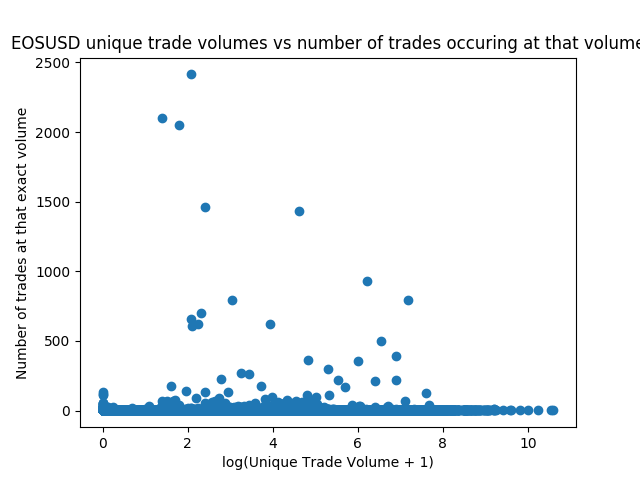 EOSUSD unique trade volumes vs number of trades occuring at that volume
2500
2000
1500
1000
500
0
Number of trades at that exact volume
0 2 4 6 8 10
log(Unique Trade Volume + 1)